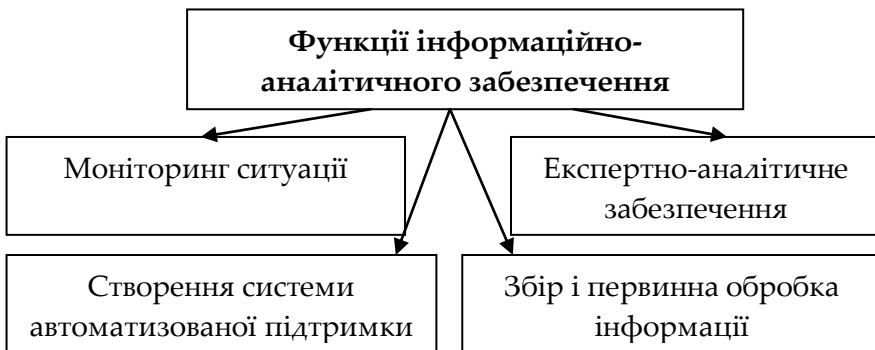 Функції інформаційно-
аналітичного забезпечення
Моніторинг ситуації
Експертно-аналітичне
забезпечення
Створення системи
автоматизованої підтримки
Збір і первинна обробка
інформації